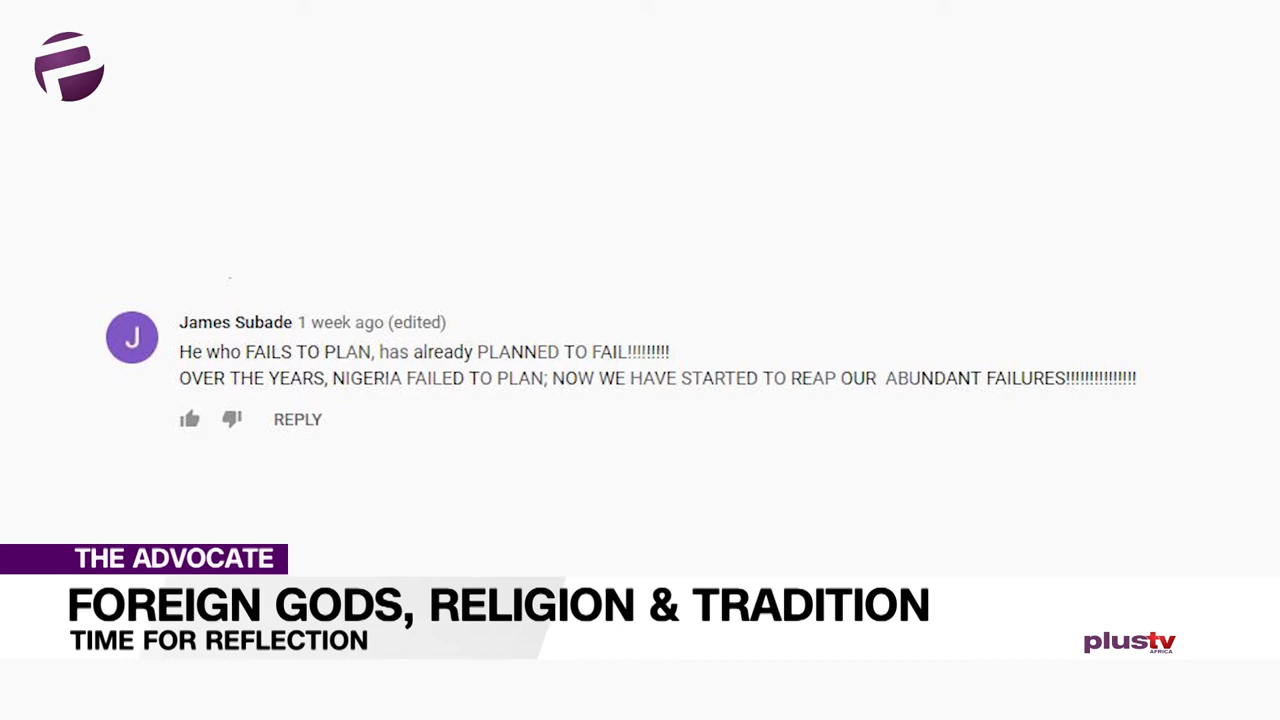 J
James Subade 1 week ago (edited)
He who FAILS TO PLAN, has already PLANNED TO FAIL!!!!!!!!!
OVER THE YEARS, NIGERIA FAILED TO PLAN; NOW WE HAVE STARTED TO REAP OUR ABUNDANT FAILURES!!!!!!!!!!!!!!!
REPLY
THE ADVOCATE
FOREIGN GODS, RELIGION & TRADITION
TIME FOR REFLECTION
plustv
AFRICA